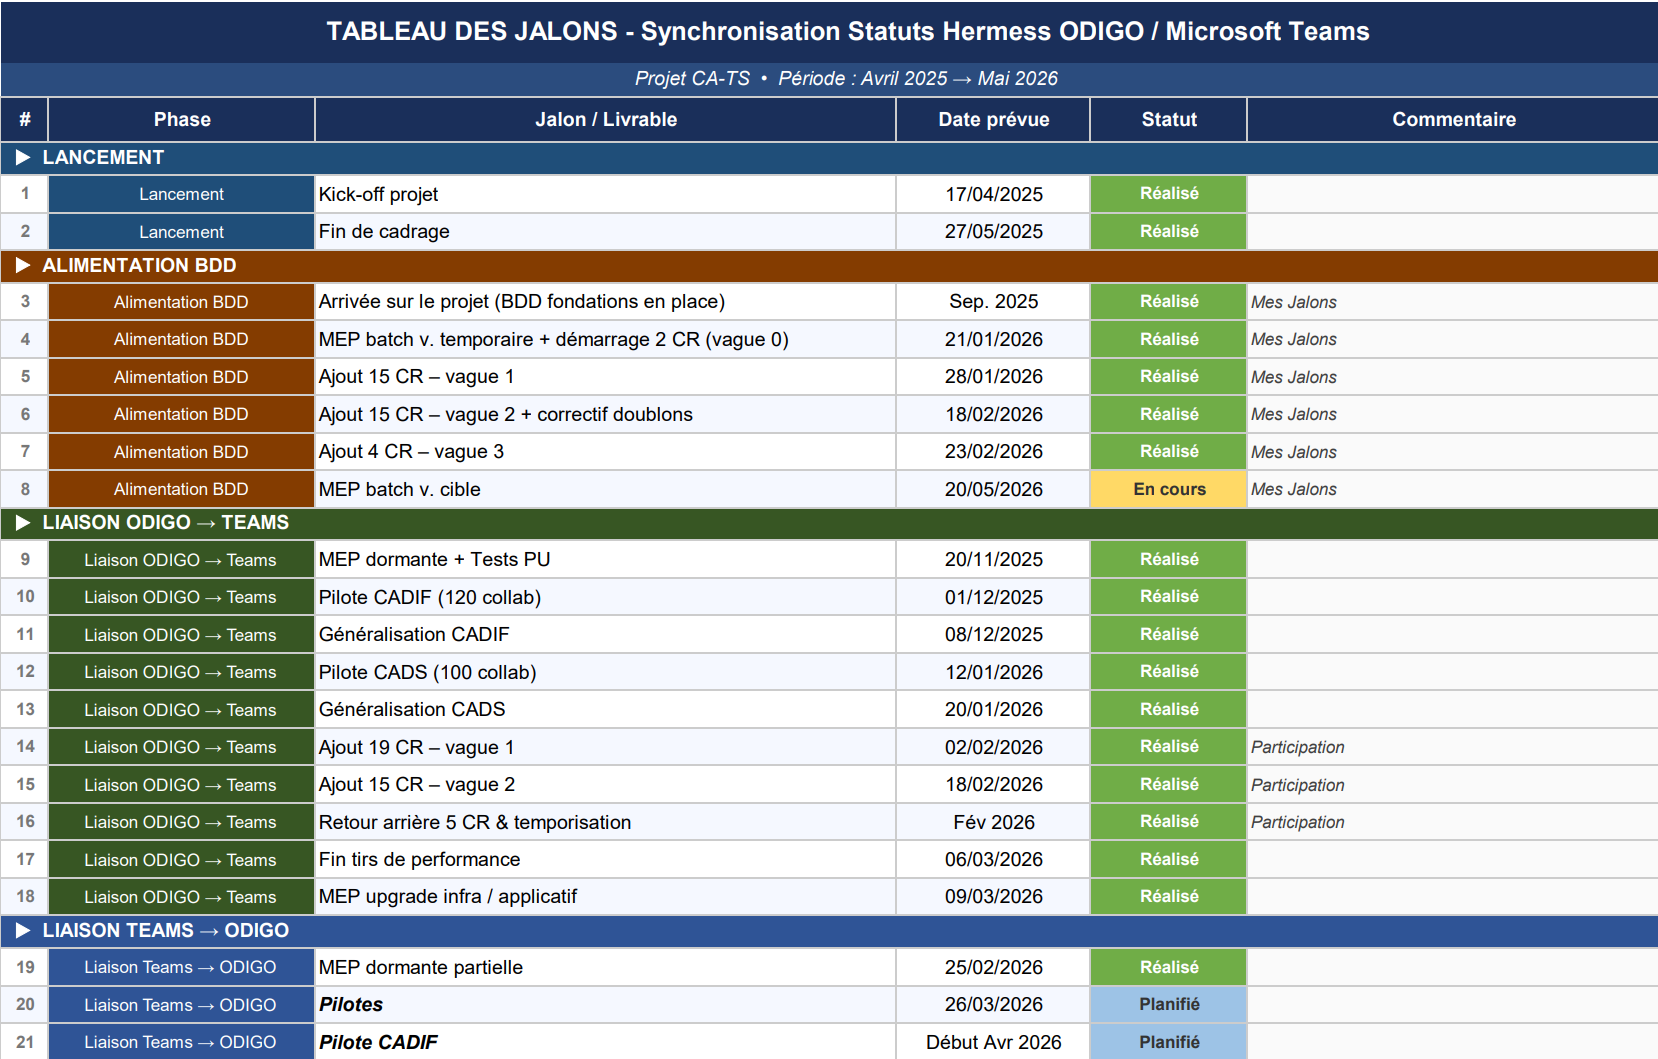 TABLEAU DES JALONS - Synchronisation Statuts Hermess ODIGO / Microsoft Teams
Projet CA-TS • Période : Avril 2025 → Mai 2026
# Phase Jalon / Livrable Date prévue Statut Commentaire
▶ LANCEMENT
1 Lancement Kick-off projet 17/04/2025 Réalisé
2 Lancement Fin de cadrage 27/05/2025 Réalisé
▶ ALIMENTATION BDD
3 Alimentation BDD Arrivée sur le projet (BDD fondations en place) Sep. 2025 Réalisé Mes Jalons
4 Alimentation BDD MEP batch v. temporaire + démarrage 2 CR (vague 0) 21/01/2026 Réalisé Mes Jalons
5 Alimentation BDD Ajout 15 CR – vague 1 28/01/2026 Réalisé Mes Jalons
6 Alimentation BDD Ajout 15 CR – vague 2 + correctif doublons 18/02/2026 Réalisé Mes Jalons
7 Alimentation BDD Ajout 4 CR – vague 3 23/02/2026 Réalisé Mes Jalons
8 Alimentation BDD MEP batch v. cible 20/05/2026 En cours Mes Jalons
▶ LIAISON ODIGO → TEAMS
9 Liaison ODIGO → Teams MEP dormante + Tests PU 20/11/2025 Réalisé
10 Liaison ODIGO → Teams Pilote CADIF (120 collab) 01/12/2025 Réalisé
11 Liaison ODIGO → Teams Généralisation CADIF 08/12/2025 Réalisé
12 Liaison ODIGO → Teams Pilote CADS (100 collab) 12/01/2026 Réalisé
13 Liaison ODIGO → Teams Généralisation CADS 20/01/2026 Réalisé
14 Liaison ODIGO → Teams Ajout 19 CR – vague 1 02/02/2026 Réalisé Participation
15 Liaison ODIGO → Teams Ajout 15 CR – vague 2 18/02/2026 Réalisé Participation
16 Liaison ODIGO → Teams Retour arrière 5 CR & temporisation Fév 2026 Réalisé Participation
17 Liaison ODIGO → Teams Fin tirs de performance 06/03/2026 Réalisé
18 Liaison ODIGO → Teams MEP upgrade infra / applicatif 09/03/2026 Réalisé
▶ LIAISON TEAMS → ODIGO
19 Liaison Teams → ODIGO MEP dormante partielle 25/02/2026 Réalisé
20 Liaison Teams → ODIGO Pilotes 26/03/2026 Planifié
21 Liaison Teams → ODIGO Pilote CADIF Début Avr 2026 Planifié